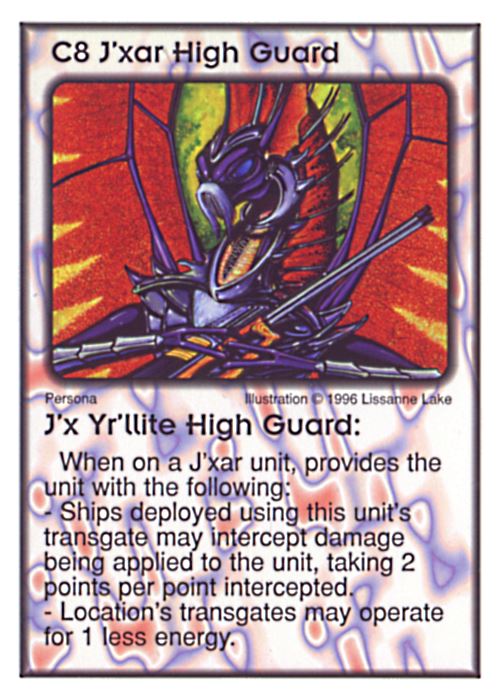 C8 J'xar High Guard
Persona
Illustration © 1996 Lissanne Lake
J'x Yr'llite High Guard:
When on a J'xar unit, provides the
unit with the following:
- Ships deployed using this unit's
transgate may intercept damage
being applied to the unit, taking 2
points per point intercepted.
- Location's transgates may operate
for 1 less energy.